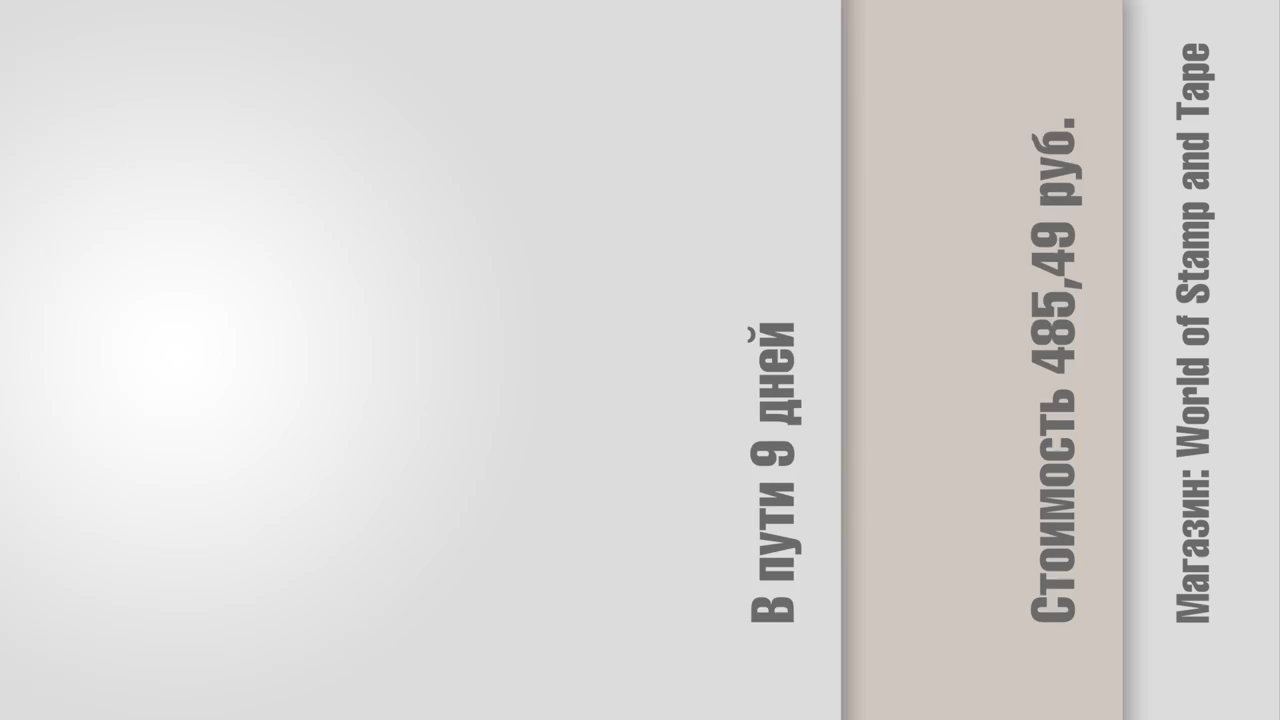 В пути 9 дней
Стоимость 485,49 руб.
Магазин: World of Stamp and Tape